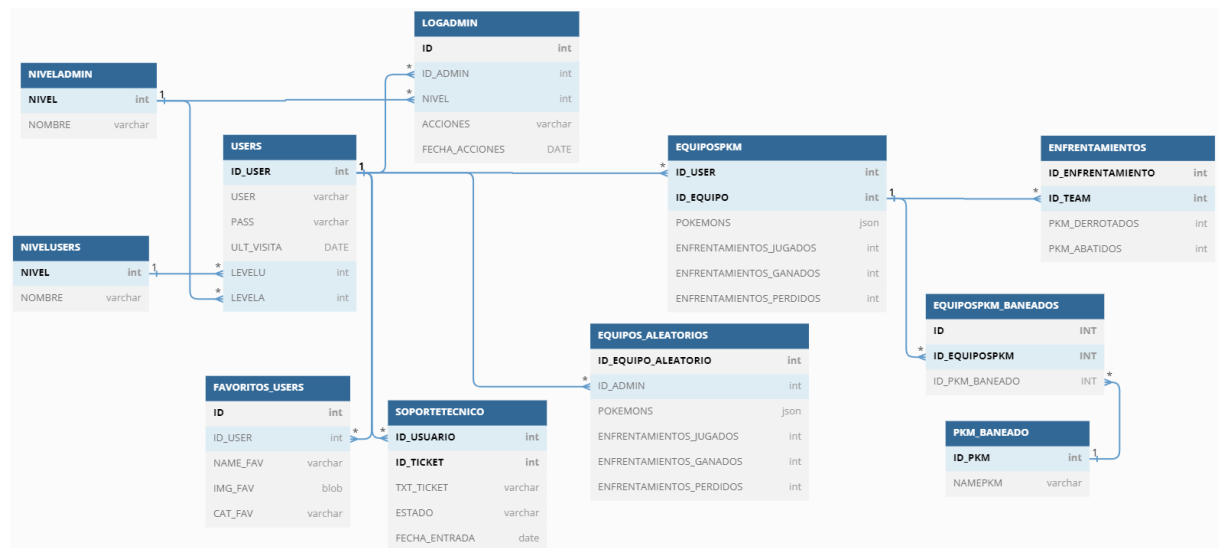 LOGADMIN
ID int
ID_ADMIN int
NIVEL int
ACCIONES varchar
FECHA_ACCIONES DATE
NIVELADMIN
NIVEL int
NOMBRE varchar
USERS
ID_USER int
USER varchar
PASS varchar
ULT_VISITA DATE
LEVELU int
LEVELA int
NIVELUSERS
NIVEL int
NOMBRE varchar
EQUIPOSPKM
ID_USER int
ID_EQUIPO int
POKEMONS json
ENFRENTAMIENTOS_JUGADOS int
ENFRENTAMIENTOS_GANADOS int
ENFRENTAMIENTOS_PERDIDOS int
ENFRENTAMIENTOS
ID_ENFRENTAMIENTO int
ID_TEAM int
PKM_DERROTADOS int
PKM_ABATIDOS int
EQUIPOSPKM_BANEADOS
ID INT
ID_EQUIPOSPKM INT
ID_PKM_BANEADO INT
EQUIPOS_ALEATORIOS
ID_EQUIPO_ALEATORIO int
ID_ADMIN int
POKEMONS json
ENFRENTAMIENTOS_JUGADOS int
ENFRENTAMIENTOS_GANADOS int
ENFRENTAMIENTOS_PERDIDOS int
FAVORITOS_USERS
ID int
ID_USER int
NAME_FAV varchar
IMG_FAV blob
CAT_FAV varchar
SOPORTETECNICO
ID_USUARIO int
ID_TICKET int
TXT_TICKET varchar
ESTADO varchar
FECHA_ENTRADA date
PKM_BANEADO
ID_PKM int
NAMEPKM varchar
1
*
*
1
*
*
1
*
*
*
*
*
1
*
*
*
1